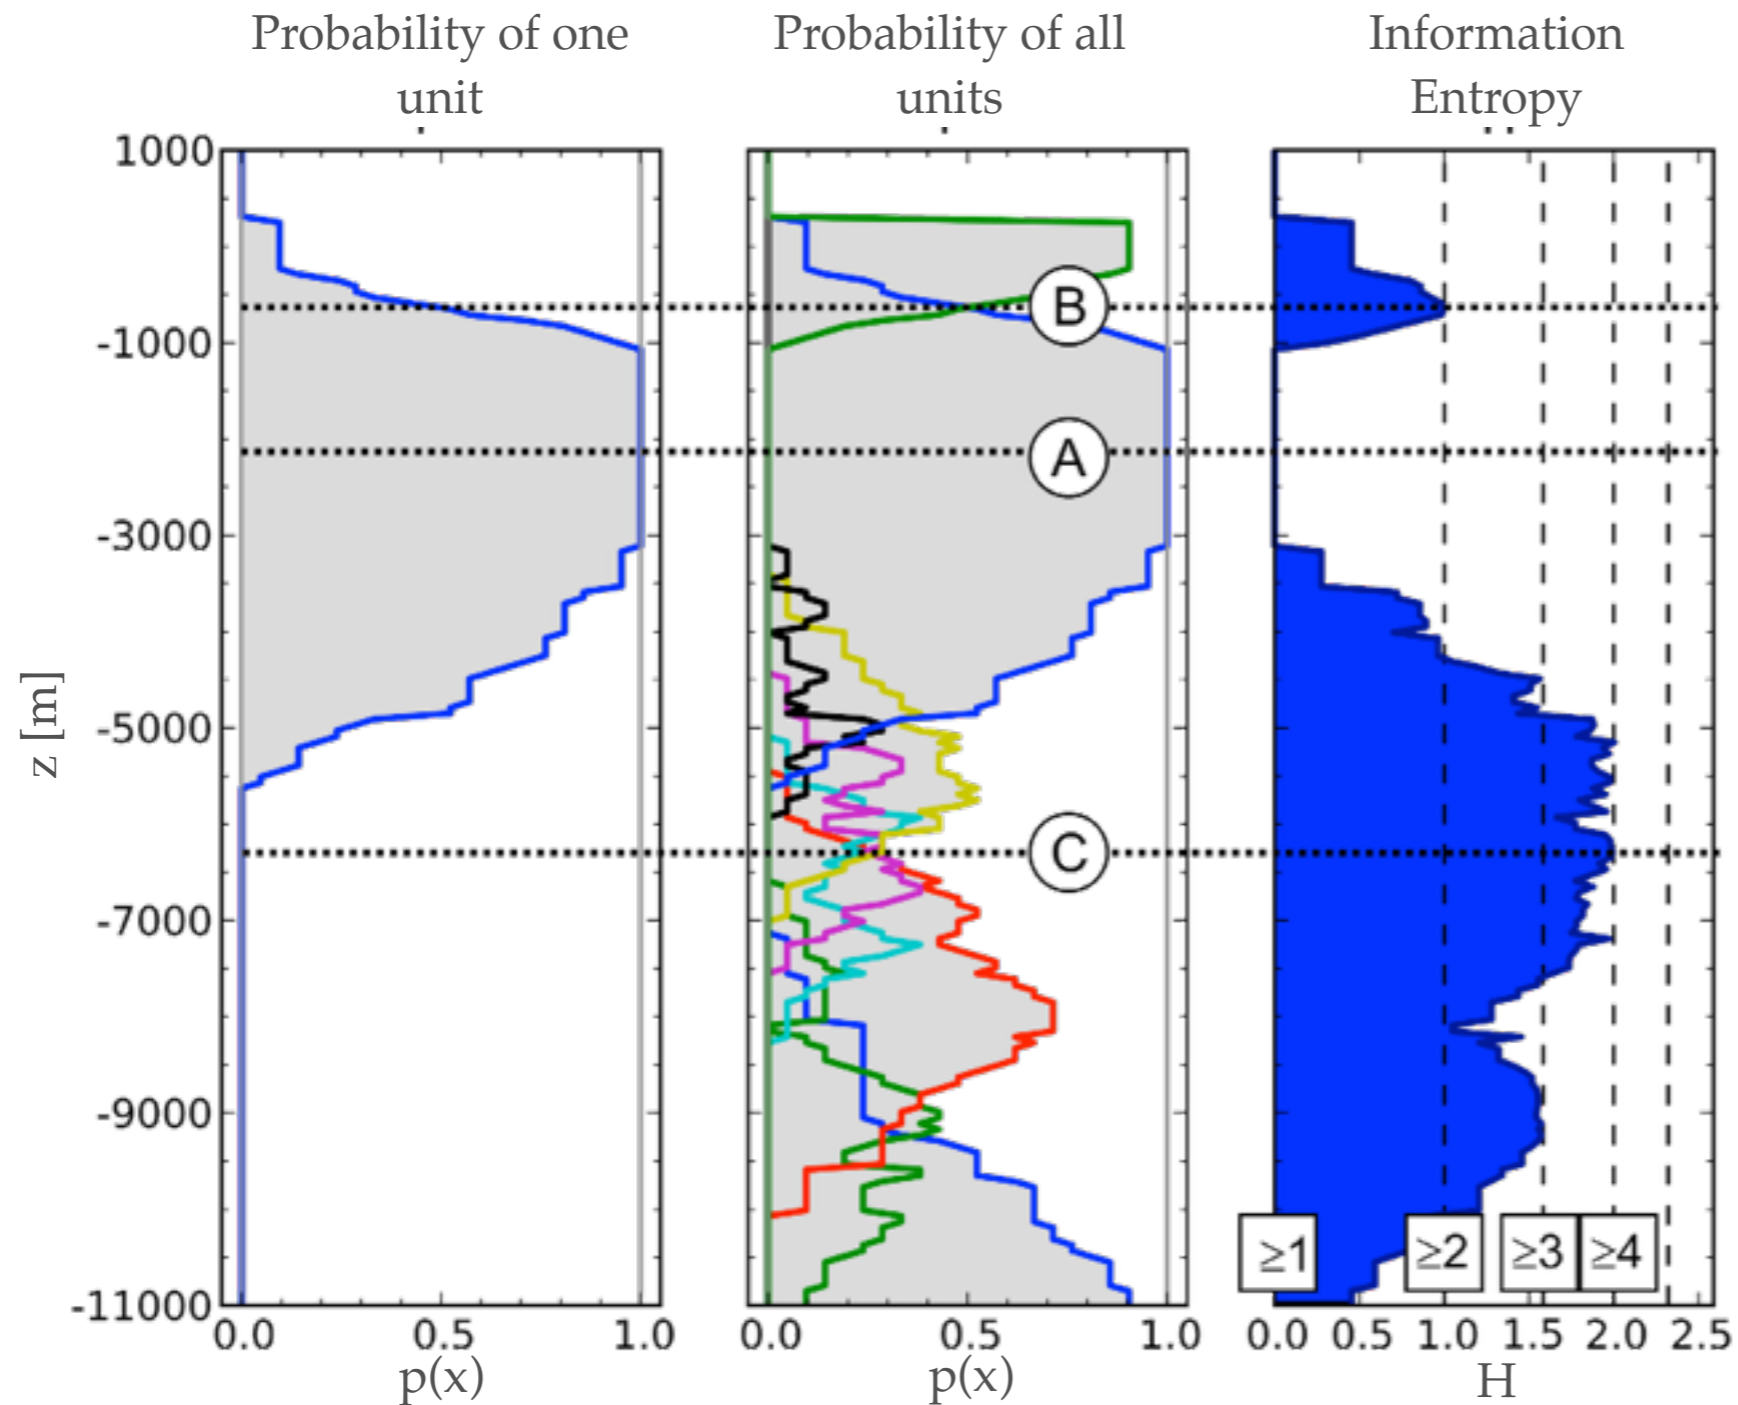 Probability of one
unit
Probability of all
units
Information
Entropy
1000
-1000
-3000
-5000
-7000
-9000
-11000
z [m]
B
A
C
≥1
≥2
≥3
≥4
0.0 0.5 1.0
0.0 0.5 1.0
0.0 0.5 1.0 1.5 2.0 2.5
p(x)
p(x)
H